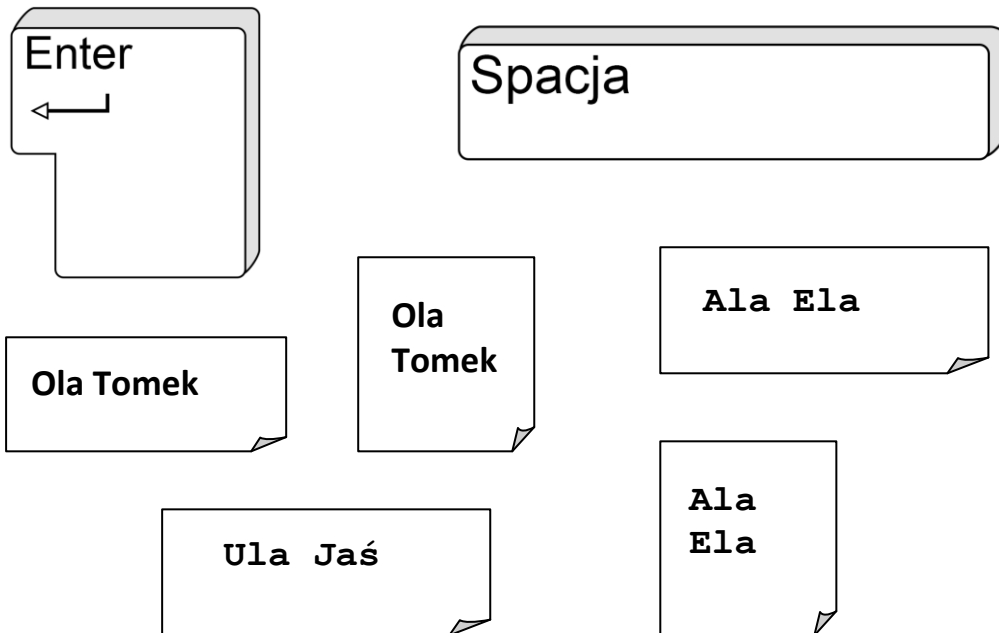 Enter
Spacja
Ola
Tomek
Ala Ela
Ola Tomek
Ala
Ela
Ula Jaś